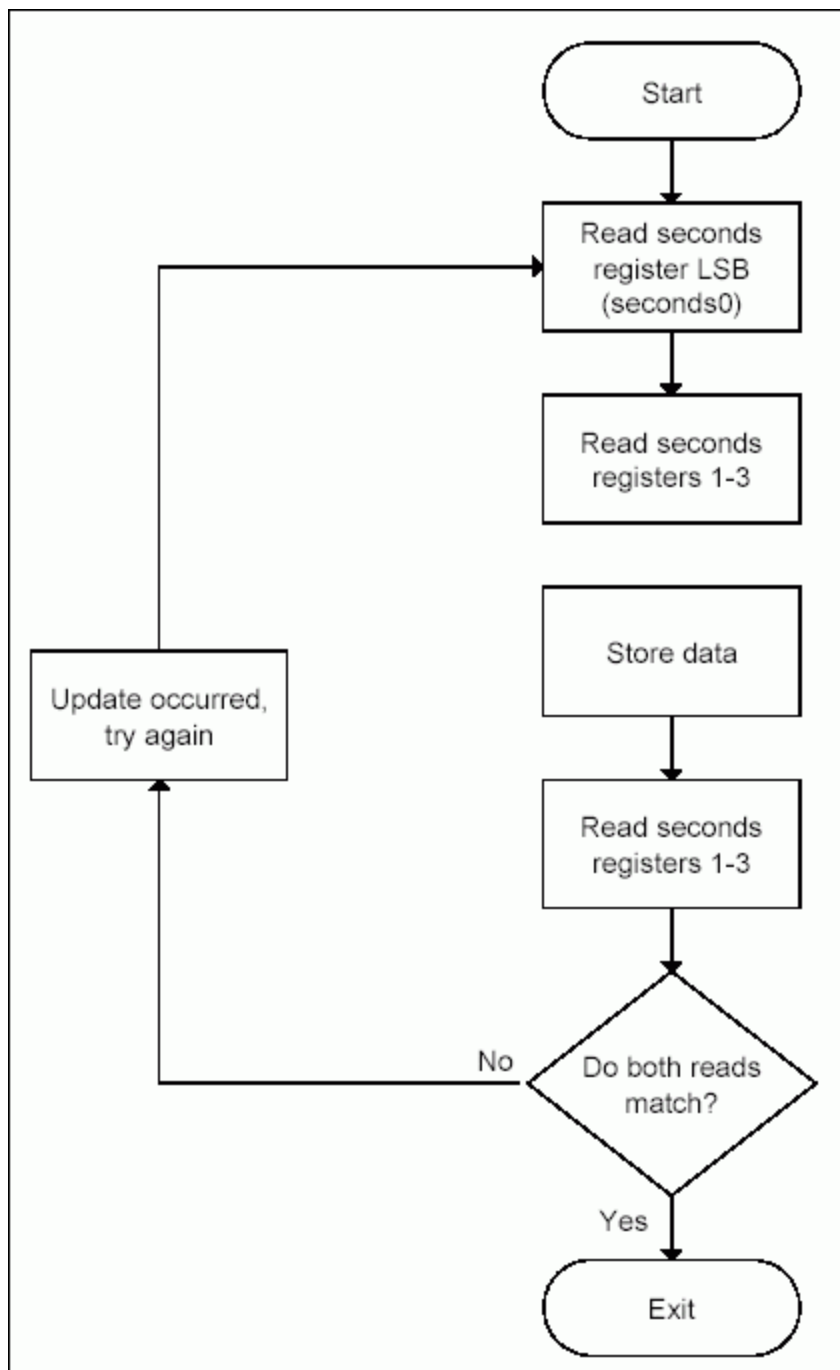 Start
Read seconds
register LSB
(seconds0)
Read seconds
registers 1-3
Store data
Update occurred,
try again
Read seconds
registers 1-3
No
Do both reads
match?
Yes
Exit